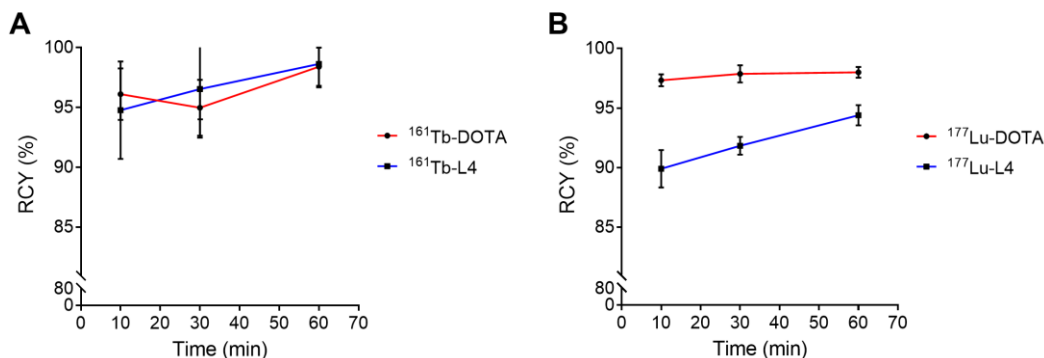 A
RCY (%)
100
95
90
85
80
0
0 10 20 30 40 50 60 70
Time (min)
¹⁶¹Tb-DOTA
¹⁶¹Tb-L4
B
RCY (%)
100
95
90
85
80
0
0 10 20 30 40 50 60 70
Time (min)
¹⁷⁷Lu-DOTA
¹⁷⁷Lu-L4